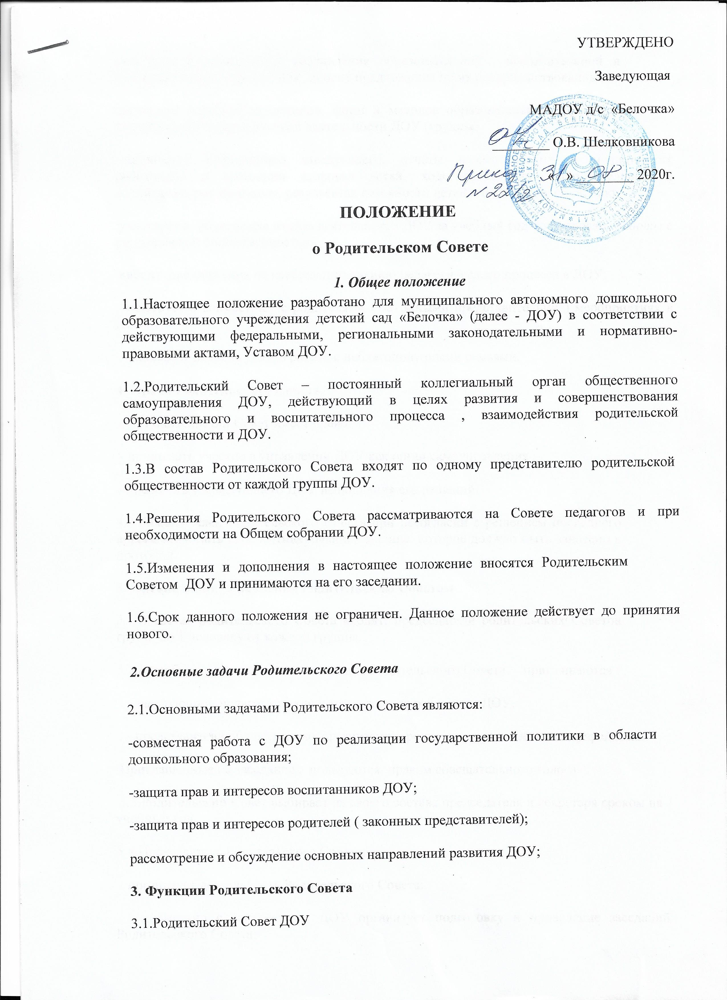 УТВЕРЖДЕНО
Заведующая
МАДОУ д/с «Белочка»
О.В. Шелковникова
Приказ «31» 08 2020г.
N 22/2
ПОЛОЖЕНИЕ
о Родительском Совете
1. Общее положение
1.1.Настоящее положение разработано для муниципального автономного дошкольного
образовательного учреждения детский сад «Белочка» (далее - ДОУ) в соответствии с
действующими федеральными, региональными законодательными и нормативно-
правовыми актами, Уставом ДОУ.
1.2.Родительский Совет – постоянный коллегиальный орган общественного
самоуправления ДОУ, действующий в целях развития и совершенствования
образовательного и воспитательного процесса , взаимодействия родительской
общественности и ДОУ.
1.3.В состав Родительского Совета входят по одному представителю родительской
общественности от каждой группы ДОУ.
1.4.Решения Родительского Совета рассматриваются на Совете педагогов и при
необходимости на Общем собрании ДОУ.
1.5.Изменения и дополнения в настоящее положение вносятся Родительским
Советом ДОУ и принимаются на его заседании.
1.6.Срок данного положения не ограничен. Данное положение действует до принятия
нового.
2.Основные задачи Родительского Совета
2.1.Основными задачами Родительского Совета являются:
-совместная работа с ДОУ по реализации государственной политики в области
дошкольного образования;
-защита прав и интересов воспитанников ДОУ;
-защита прав и интересов родителей ( законных представителей);
рассмотрение и обсуждение основных направлений развития ДОУ;
3. Функции Родительского Совета
3.1.Родительский Совет ДОУ